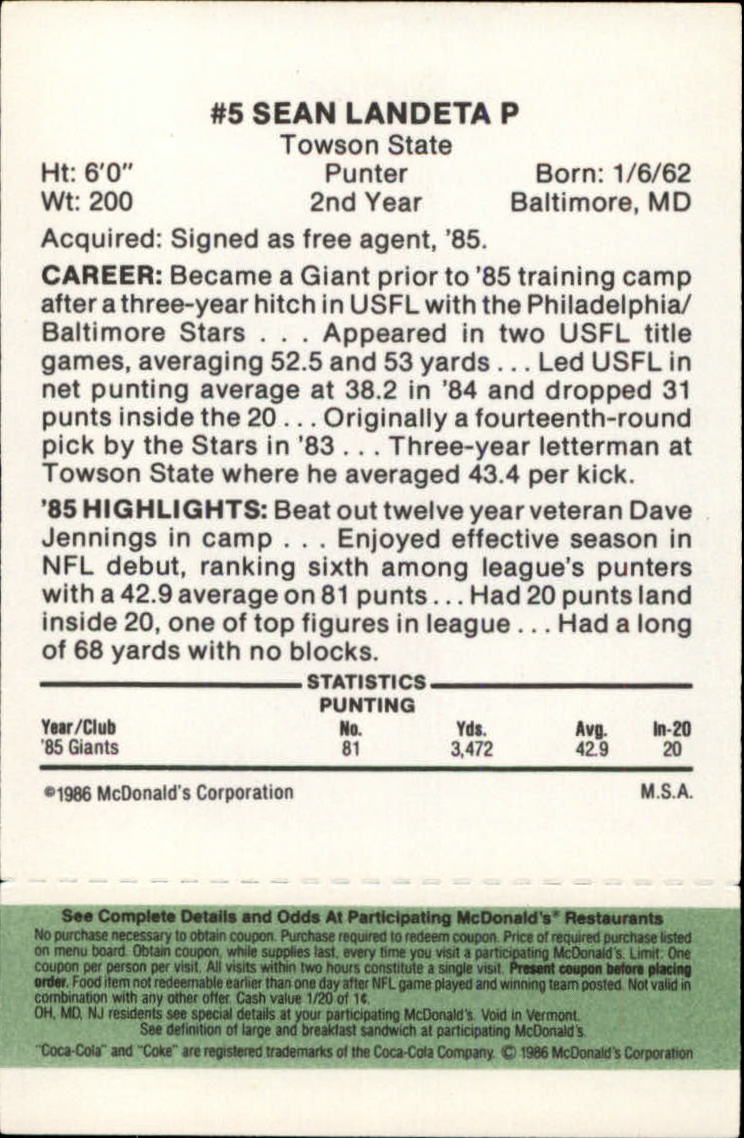 #5 SEAN LANDETA P
Towson State
Ht: 6'0" Punter Born: 1/6/62
Wt: 200 2nd Year Baltimore, MD
Acquired: Signed as free agent, '85.
CAREER: Became a Giant prior to '85 training camp
after a three-year hitch in USFL with the Philadelphia/
Baltimore Stars . . . Appeared in two USFL title
games, averaging 52.5 and 53 yards . . . Led USFL in
net punting average at 38.2 in '84 and dropped 31
punts inside the 20 . . . Originally a fourteenth-round
pick by the Stars in '83 . . . Three-year letterman at
Towson State where he averaged 43.4 per kick.
'85 HIGHLIGHTS: Beat out twelve year veteran Dave
Jennings in camp . . . Enjoyed effective season in
NFL debut, ranking sixth among league's punters
with a 42.9 average on 81 punts . . . Had 20 punts land
inside 20, one of top figures in league . . . Had a long
of 68 yards with no blocks.
STATISTICS
PUNTING
Year/Club No. Yds. Avg. In-20
'85 Giants 81 3,472 42.9 20
©1986 McDonald's Corporation M.S.A.
See Complete Details and Odds At Participating McDonald's® Restaurants
No purchase necessary to obtain coupon. Purchase required to redeem coupon. Price of required purchase listed
on menu board. Obtain coupon, while supplies last, every time you visit a participating McDonald's. Limit: One
coupon per person per visit. All visits within two hours constitute a single visit. Present coupon before placing
order. Food item not redeemable earlier than one day after NFL game played and winning team posted. Not valid in
combination with any other offer. Cash value 1/20 of 1¢.
OH, MD, NJ residents see special details at your participating McDonald's. Void in Vermont.
See definition of large and breakfast sandwich at participating McDonald's.
"Coca-Cola" and "Coke" are registered trademarks of the Coca-Cola Company. © 1986 McDonald's Corporation